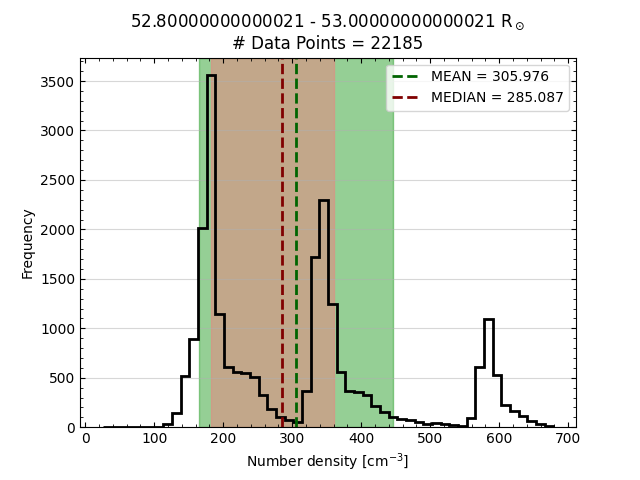 52.80000000000021 - 53.00000000000021 R⊙
# Data Points = 22185
MEAN = 305.976
MEDIAN = 285.087
3500
3000
2500
2000
1500
1000
500
0
Frequency
0 100 200 300 400 500 600 700
Number density [cm⁻³]